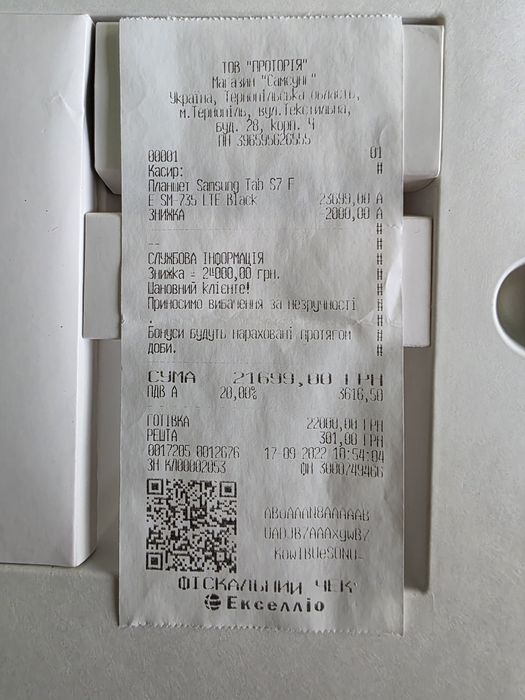 ТОВ "ПРОТОРІЯ"
Магазин "Самсунг"
Україна, Тернопільська область,
м.Тернопіль, вул.Текстильна,
буд. 28, корп. 4
ПН 396595626555
00001 01
Касир: #
Планшет Samsung Tab S7 F
E SM-735 LTE Black 23699,00 А
ЗНИЖКА 2000,00 А
#
-- #
СЛУЖБОВА ІНФОРМАЦІЯ #
Знижка = 2000,00 грн. #
Шановний клієнте! #
Приносимо вибачення за незручності #
. #
Бонуси будуть нараховані протягом #
доби. #
СУМА 21699,00 ГРН
ПДВ А 20,00% 3616,50
ГОТІВКА 22000,00 ГРН
РЕШТА 301,00 ГРН
0017205 0012676 17-09-2022 10:54:04
ЗН КЛ00002053 ФН 3000749466
ФІСКАЛЬНИЙ ЧЕК
Екселліо